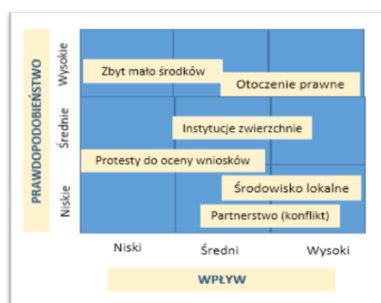 PRAWDOPODOBIEŃSTWO
Wysokie
Średnie
Niskie
Zbyt mało środków
Otoczenie prawne
Instytucje zwierzchnie
Protesty do oceny wniosków
Środowisko lokalne
Partnerstwo (konflikt)
Niski
Średni
Wysoki
WPŁYW